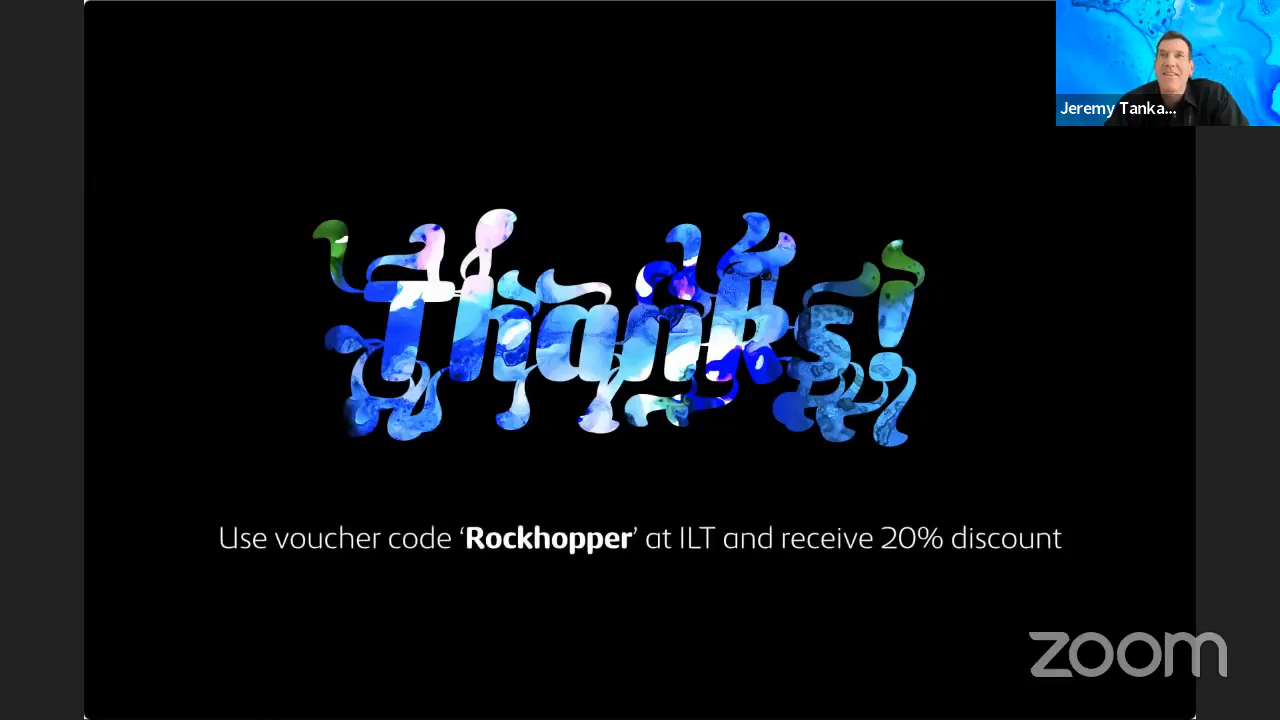 Jeremy Tanka...
Thanks!
Use voucher code ‘Rockhopper’ at ILT and receive 20% discount
zoom